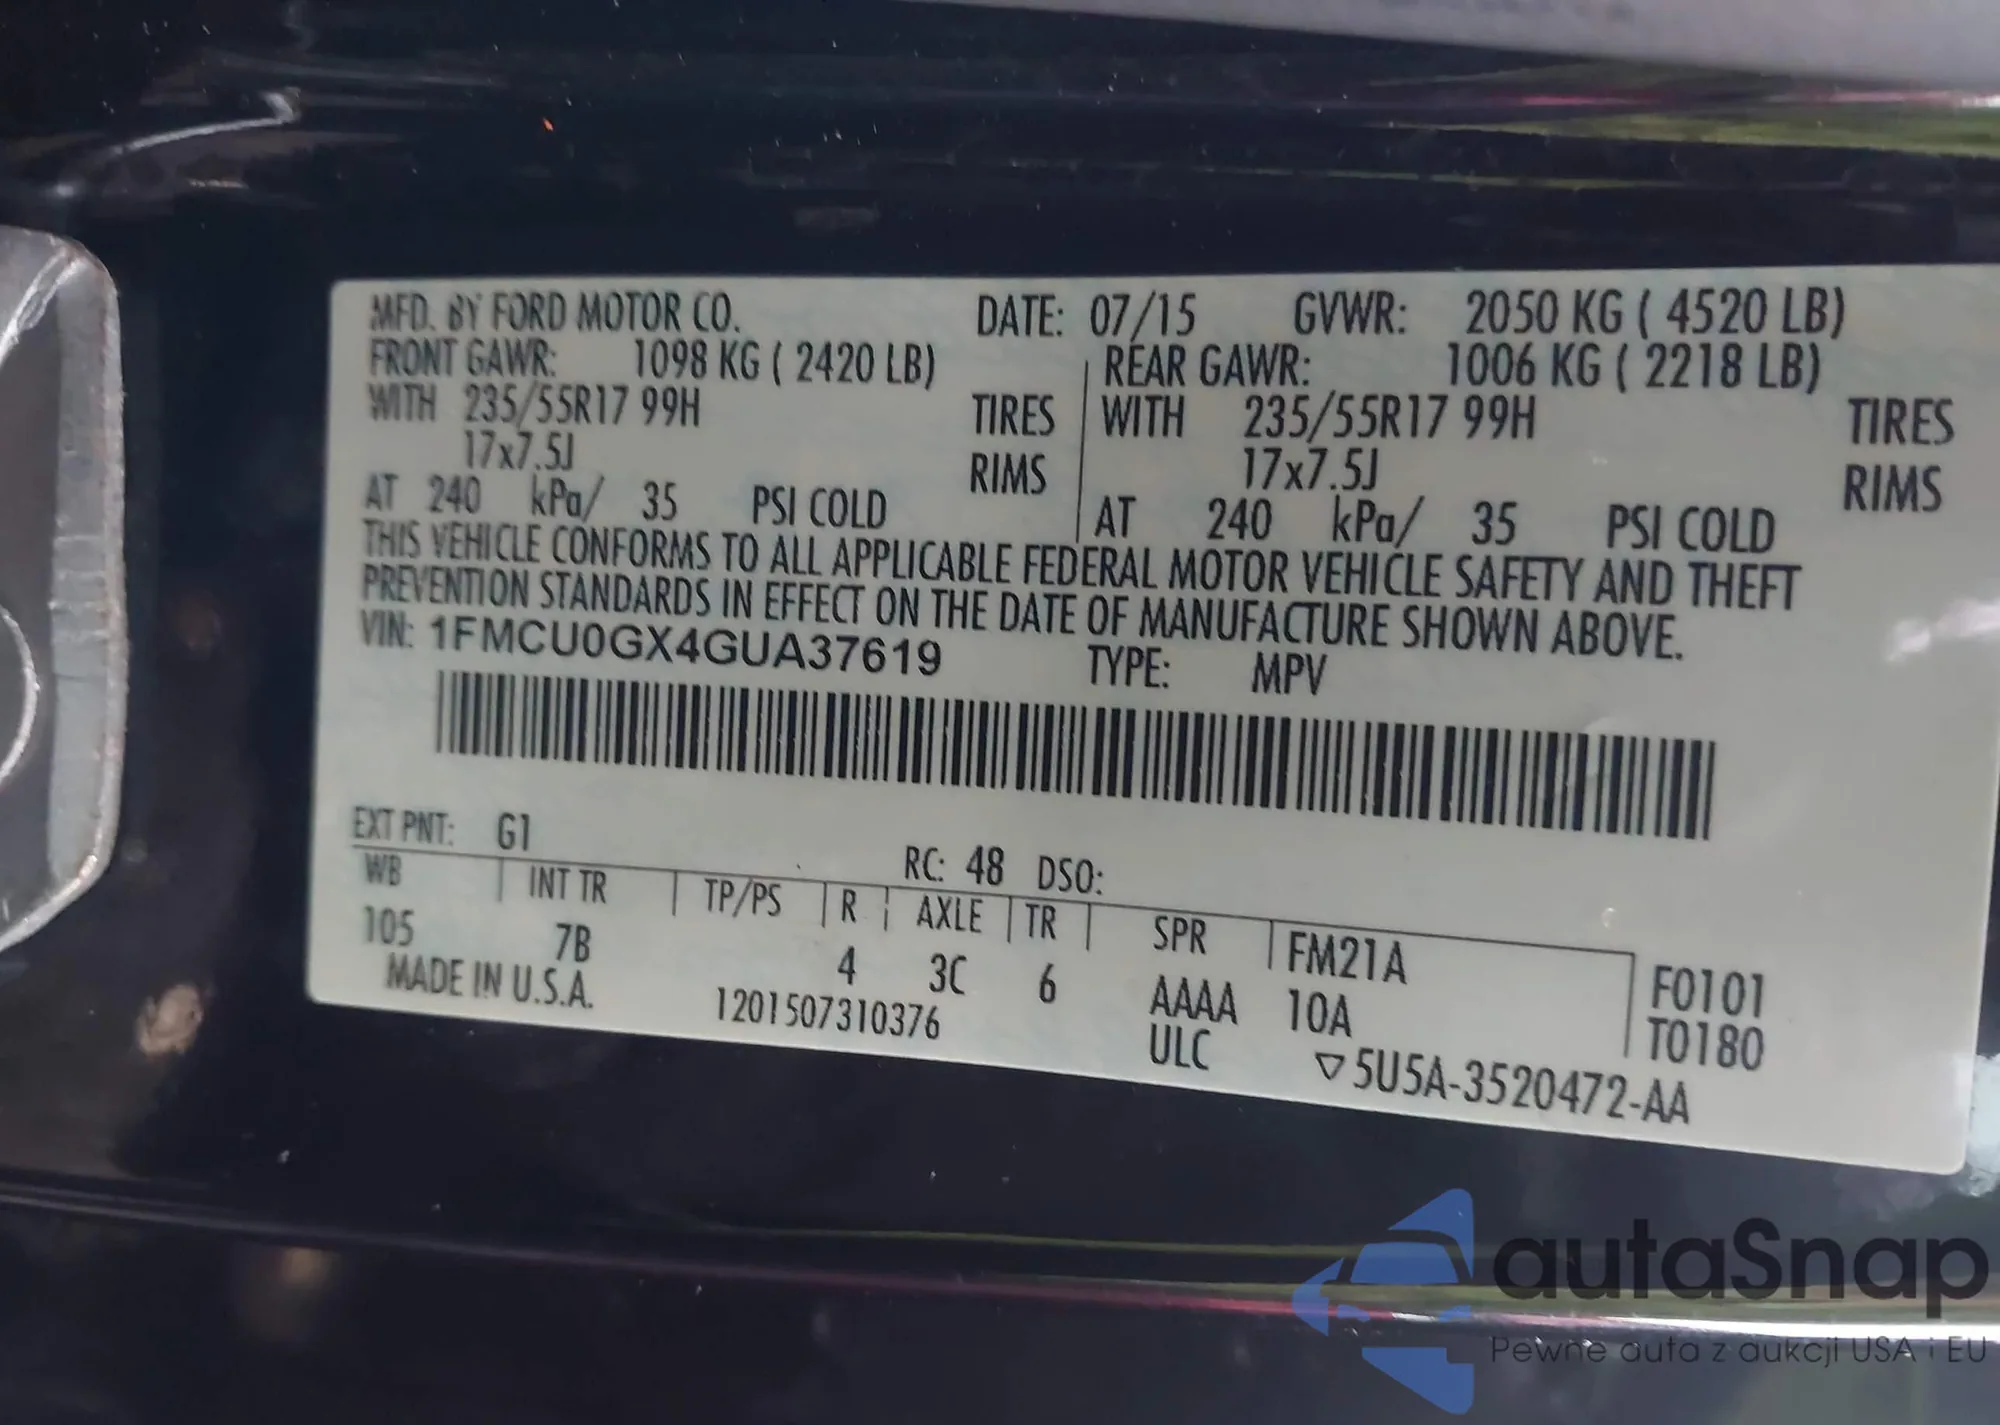 MFD. BY FORD MOTOR CO. DATE: 07/15 GVWR: 2050 KG ( 4520 LB)
FRONT GAWR: 1098 KG ( 2420 LB) REAR GAWR: 1006 KG ( 2218 LB)
WITH 235/55R17 99H TIRES WITH 235/55R17 99H TIRES
17x7.5J RIMS 17x7.5J RIMS
AT 240 kPa/ 35 PSI COLD AT 240 kPa/ 35 PSI COLD
THIS VEHICLE CONFORMS TO ALL APPLICABLE FEDERAL MOTOR VEHICLE SAFETY AND THEFT
PREVENTION STANDARDS IN EFFECT ON THE DATE OF MANUFACTURE SHOWN ABOVE.
VIN: 1FMCU0GX4GUA37619 TYPE: MPV
EXT PNT: G1 RC: 48 DSO:
WB INT TR TP/PS R AXLE TR SPR FM21A F0101
105 7B 4 3C 6 AAAA 10A T0180
MADE IN U.S.A. 1201507310376 ULC ▽5U5A-3520472-AA
autaSnap
Pewne auta z aukcji USA i EU